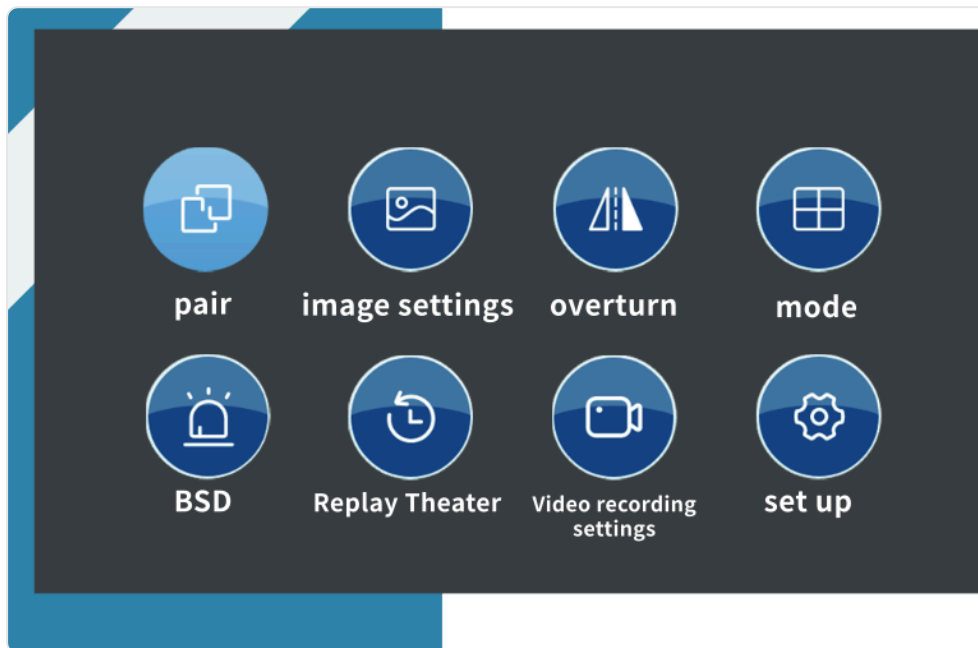 pair
image settings
overturn
mode
BSD
Replay Theater
Video recording
settings
set up